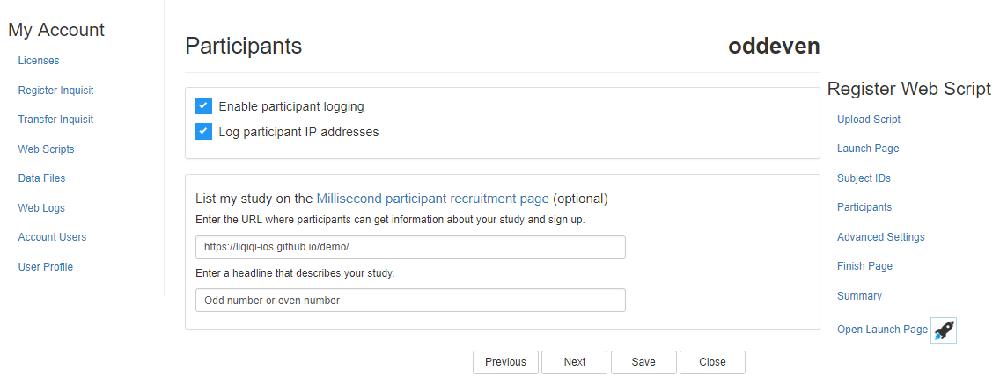 My Account
Licenses
Register Inquisit
Transfer Inquisit
Web Scripts
Data Files
Web Logs
Account Users
User Profile
Participants
oddeven
Enable participant logging
Log participant IP addresses
List my study on the Millisecond participant recruitment page (optional)
Enter the URL where participants can get information about your study and sign up.
https://liqiqi-ios.github.io/demo/
Enter a headline that describes your study.
Odd number or even number
Previous
Next
Save
Close
Register Web Script
Upload Script
Launch Page
Subject IDs
Participants
Advanced Settings
Finish Page
Summary
Open Launch Page